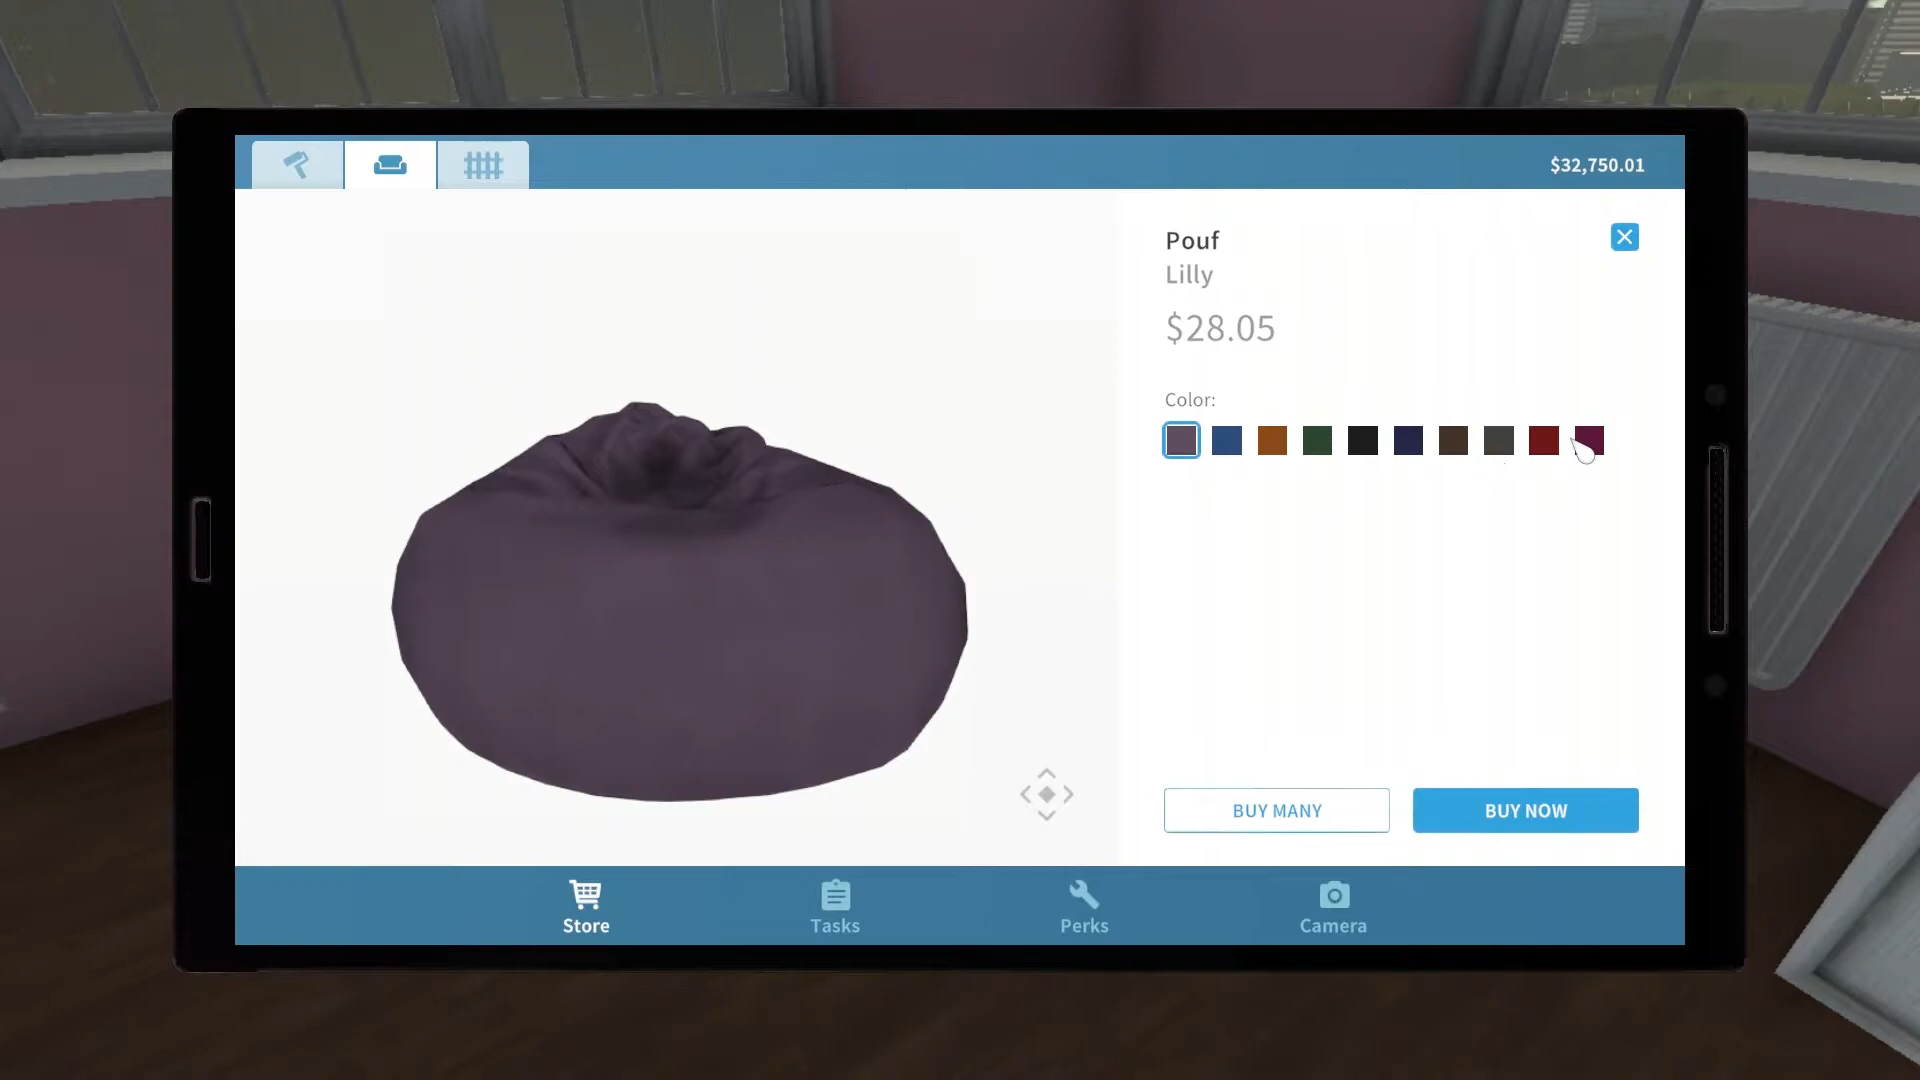 $32,750.01
Pouf
Lilly
$28.05
Color:
BUY MANY
BUY NOW
Store
Tasks
Perks
Camera